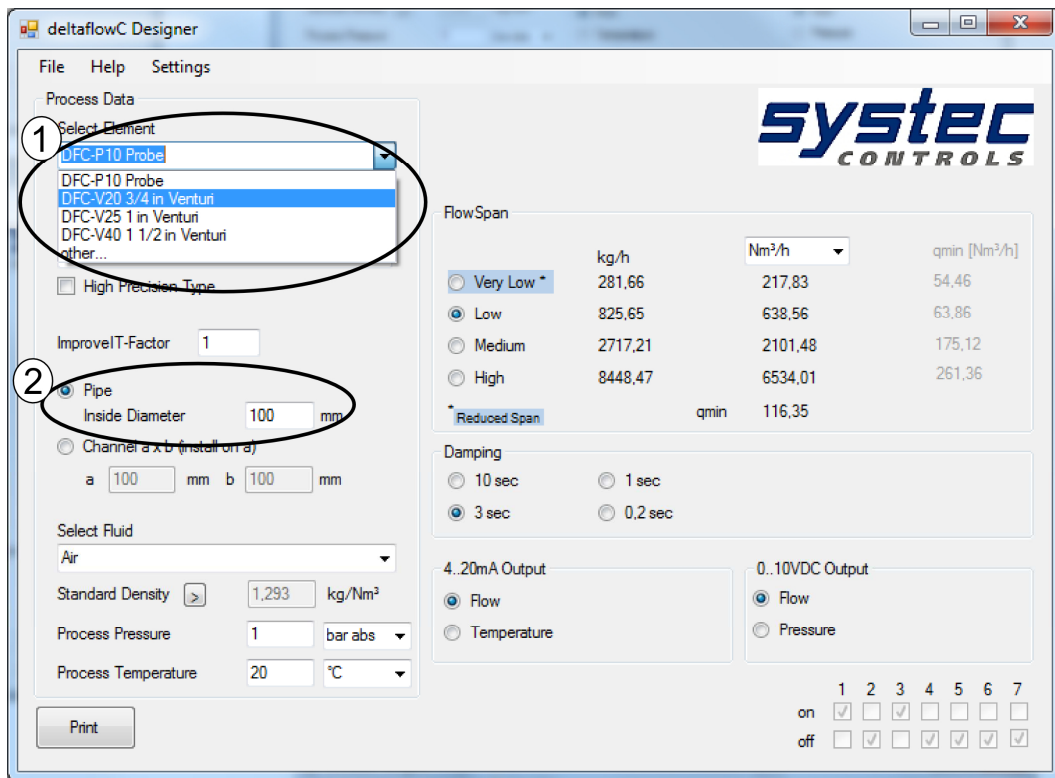 deltaflowC Designer
File Help Settings
Process Data
1
Select Element
DFC-P10 Probe
DFC-P10 Probe
DFC-V20 3/4 in Venturi
DFC-V25 1 in Venturi
DFC-V40 1 1/2 in Venturi
other...
High Precision Type
ImproveIT-Factor 1
2
Pipe
Inside Diameter 100 mm
Channel a x b (install on a)
a 100 mm b 100 mm
Select Fluid
Air
Standard Density > 1,293 kg/Nm³
Process Pressure 1 bar abs
Process Temperature 20 °C
Print
systec
CONTROLS
FlowSpan
kg/h Nm³/h qmin [Nm³/h]
Very Low * 281,66 217,83 54,46
Low 825,65 638,56 63,86
Medium 2717,21 2101,48 175,12
High 8448,47 6534,01 261,36
* Reduced Span qmin 116,35
Damping
10 sec 1 sec
3 sec 0,2 sec
4..20mA Output
Flow
Temperature
0..10VDC Output
Flow
Pressure
1 2 3 4 5 6 7
on
off